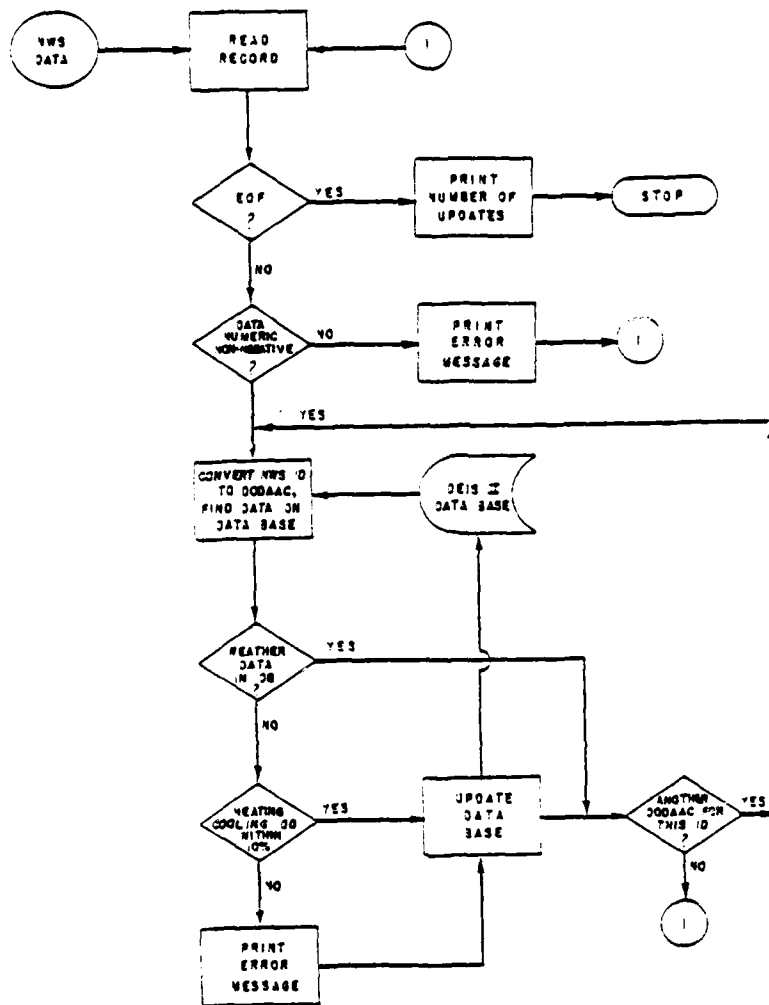 NWS
DATA
READ
RECORD
1
EOF
?
YES
PRINT
NUMBER OF
UPDATES
STOP
NO
DATA
NUMERIC
NON-NEGATIVE
?
NO
PRINT
ERROR
MESSAGE
1
YES
CONVERT NWS ID
TO DODAAC,
FIND DATA ON
DATA BASE
DEIS II
DATA BASE
WEATHER
DATA
IN DB
?
YES
NO
HEATING
COOLING DD
WITHIN
10%
YES
UPDATE
DATA
BASE
ANOTHER
DODAAC FOR
THIS ID
?
YES
NO
NO
1
PRINT
ERROR
MESSAGE